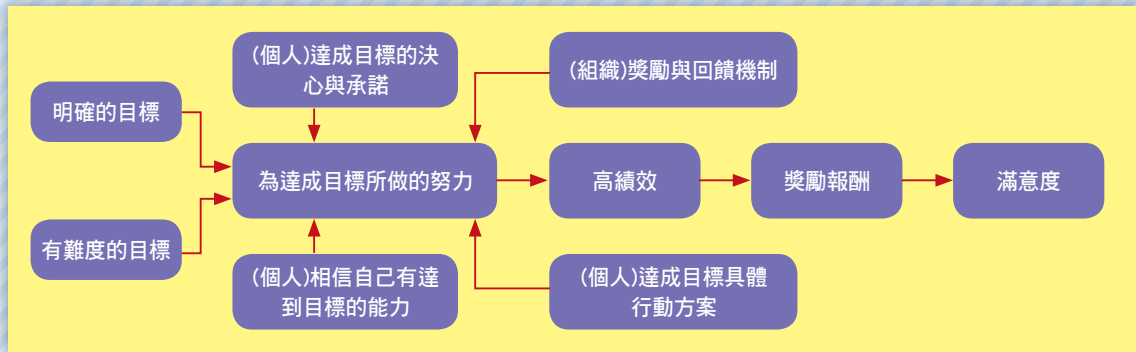 (個人)達成目標的決
心與承諾
(組織)獎勵與回饋機制
明確的目標
為達成目標所做的努力
高績效
獎勵報酬
滿意度
有難度的目標
(個人)相信自己有達
到目標的能力
(個人)達成目標具體
行動方案